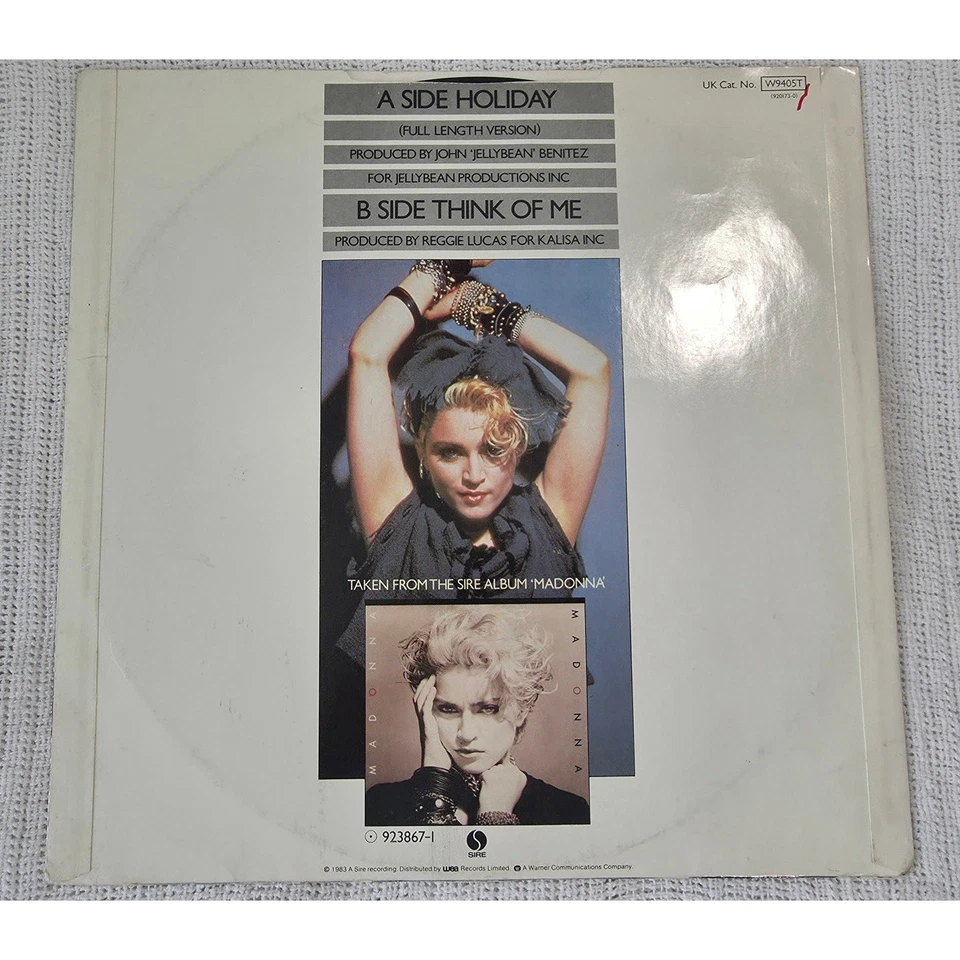 UK Cat. No. W9405T
(920173-0)
A SIDE HOLIDAY
(FULL LENGTH VERSION)
PRODUCED BY JOHN 'JELLYBEAN' BENITEZ
FOR JELLYBEAN PRODUCTIONS INC
B SIDE THINK OF ME
PRODUCED BY REGGIE LUCAS FOR KALISA INC
TAKEN FROM THE SIRE ALBUM 'MADONNA'
MADONNA
MADONNA
923867-1
SIRE
© 1983 A Sire recording. Distributed by wea Records Limited. A Warner Communications Company.